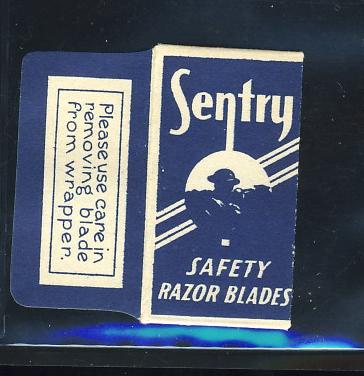 Sentry
SAFETY
RAZOR BLADES
Please use care in
removing blade
from wrapper.